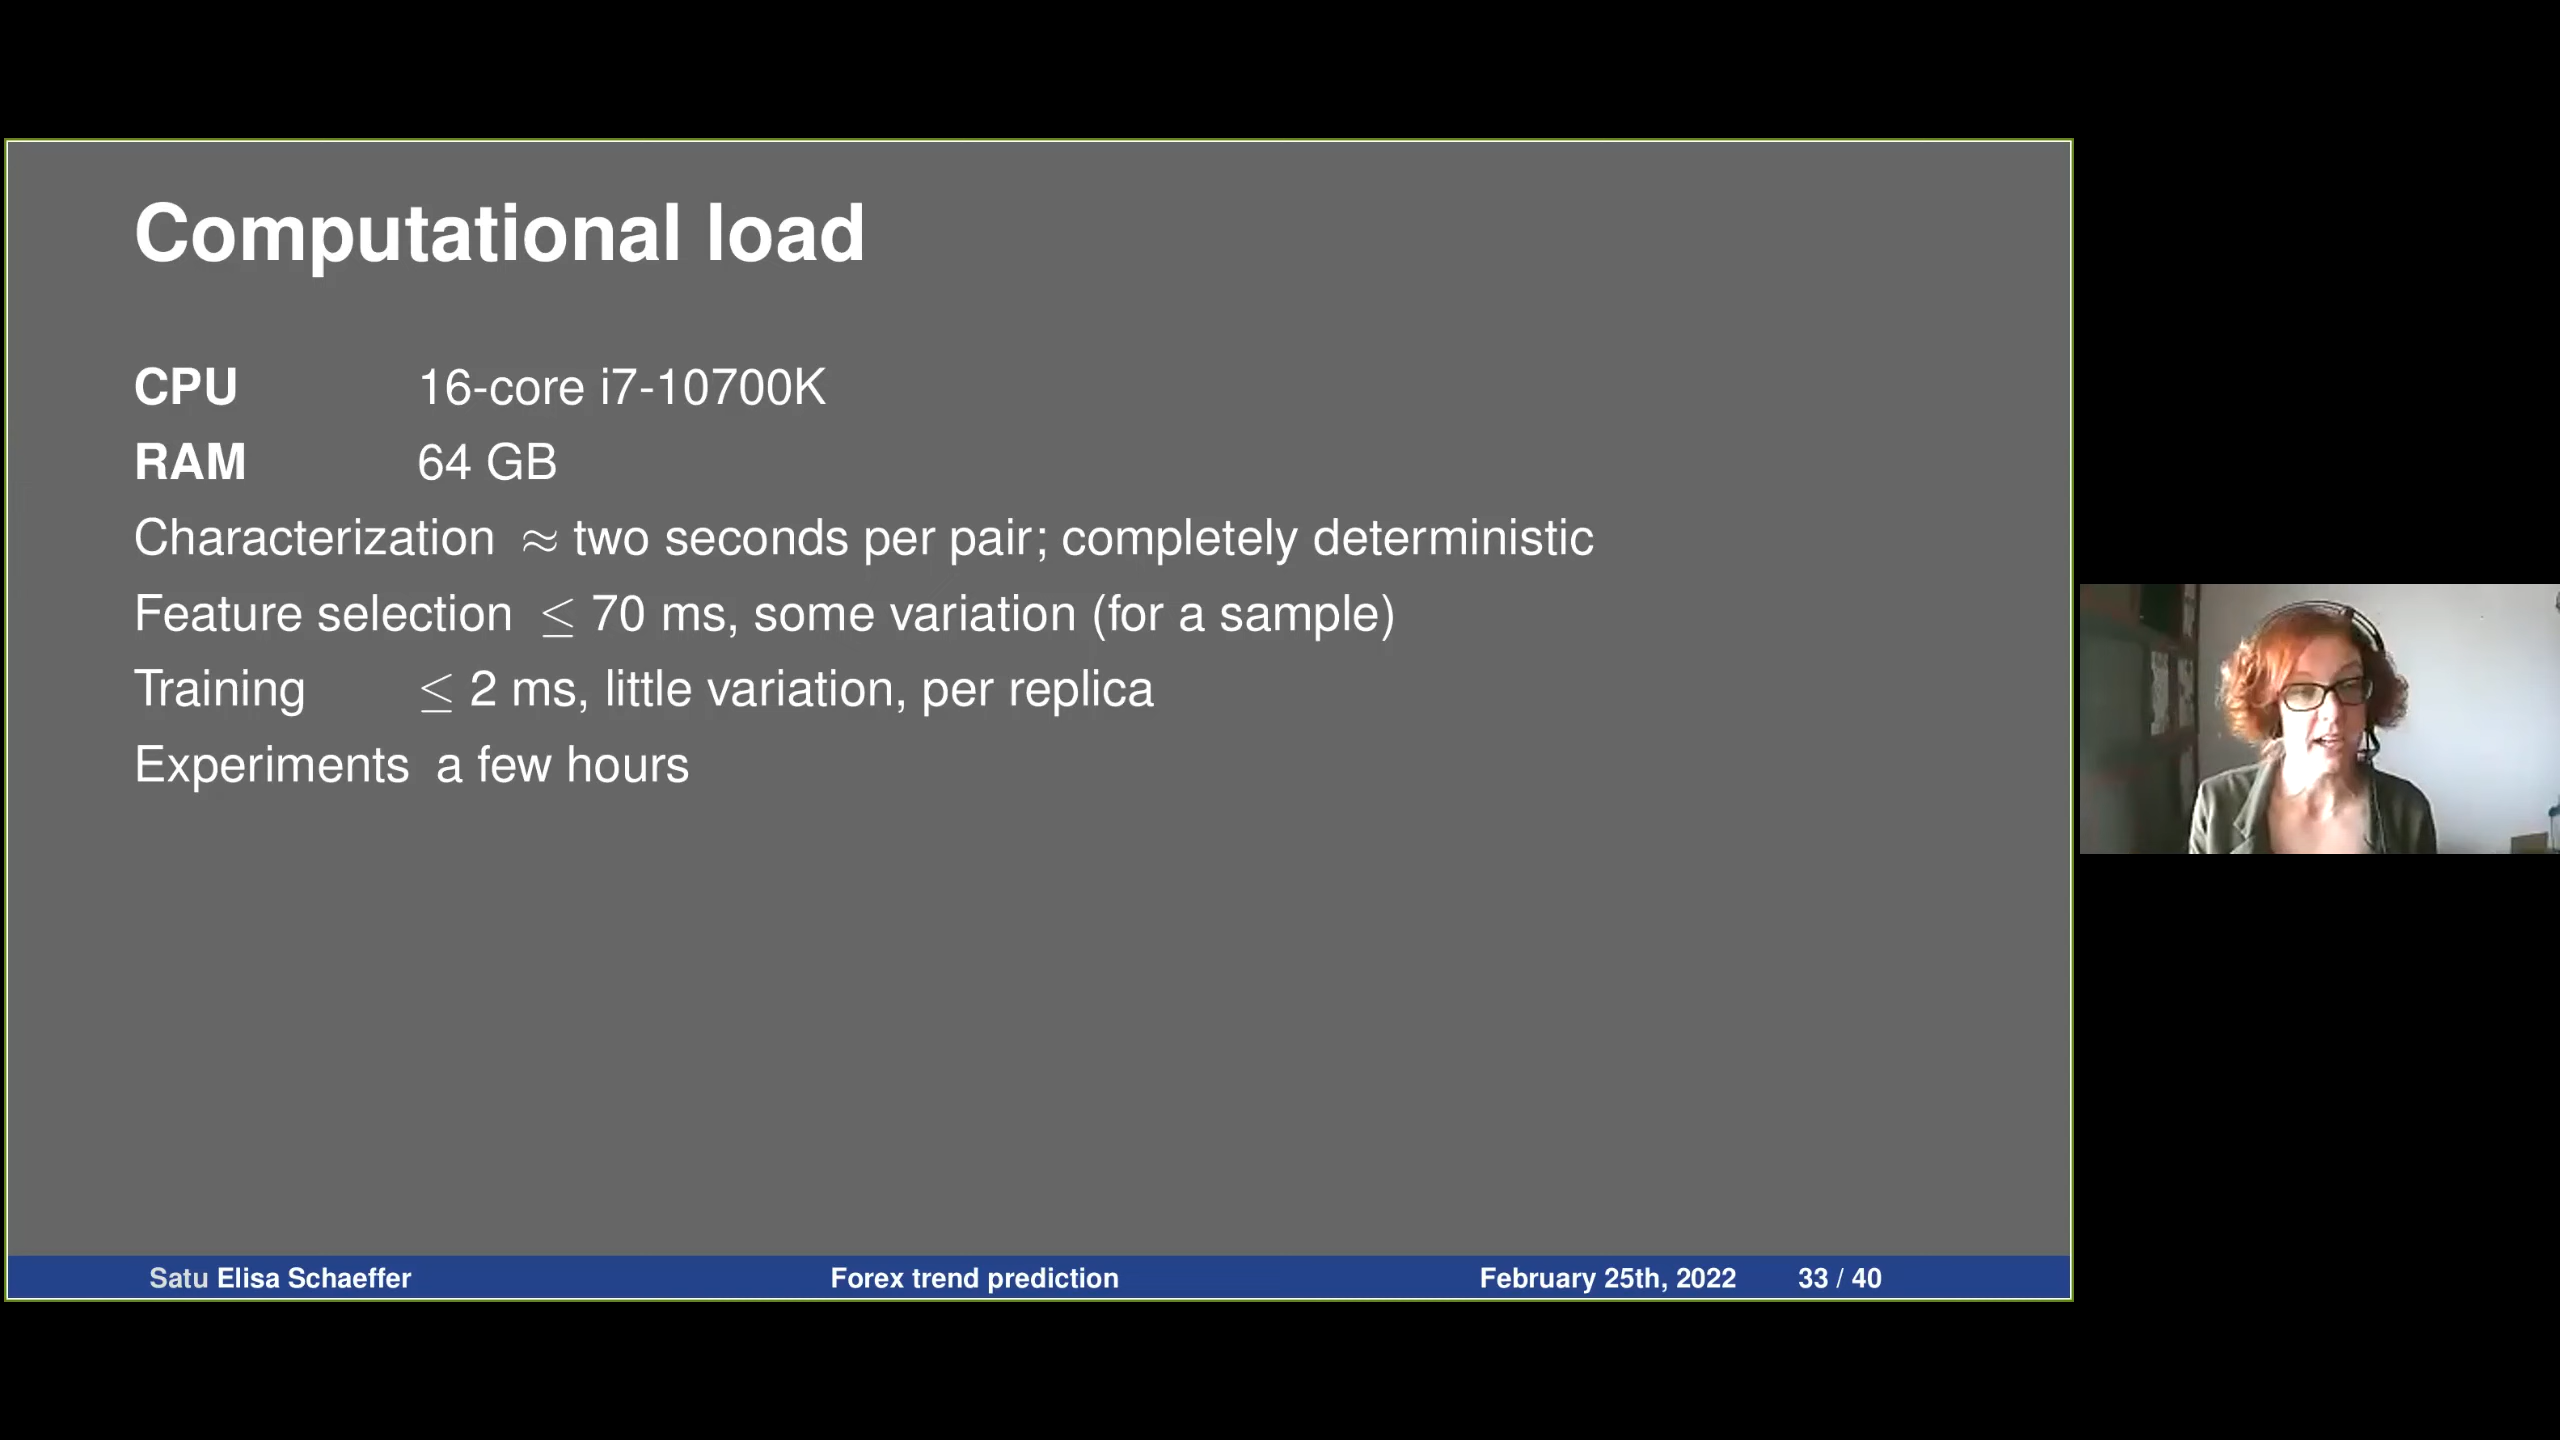 Computational load
CPU 16-core i7-10700K
RAM 64 GB
Characterization ≈ two seconds per pair; completely deterministic
Feature selection ≤ 70 ms, some variation (for a sample)
Training ≤ 2 ms, little variation, per replica
Experiments a few hours
Satu Elisa Schaeffer Forex trend prediction February 25th, 2022 33 / 40